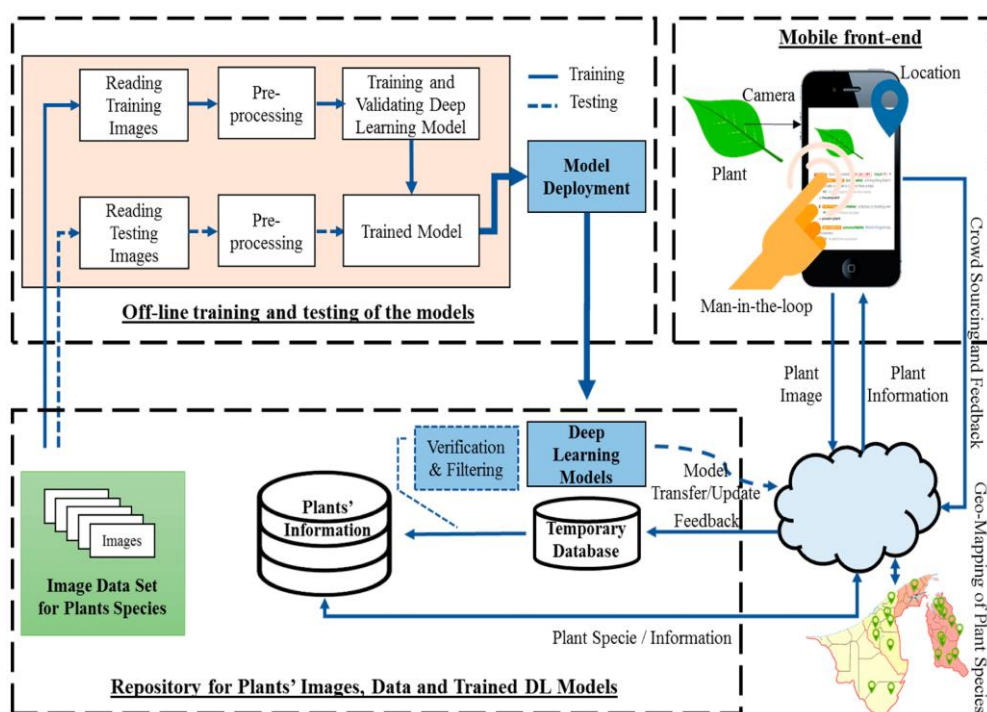 Reading
Training
Images
Pre-
processing
Training and
Validating Deep
Learning Model
Training
Testing
Reading
Testing
Images
Pre-
processing
Trained Model
Model
Deployment
Off-line training and testing of the models
Mobile front-end
Location
Camera
Plant
Man-in-the-loop
Plant
Image
Plant
Information
Crowd Sourcing and Feedback
Geo-Mapping of Plant Species
Images
Image Data Set
for Plants Species
Plants'
Information
Verification
& Filtering
Deep
Learning
Models
Temporary
Database
Model
Transfer/Update
Feedback
Plant Specie / Information
Repository for Plants' Images, Data and Trained DL Models